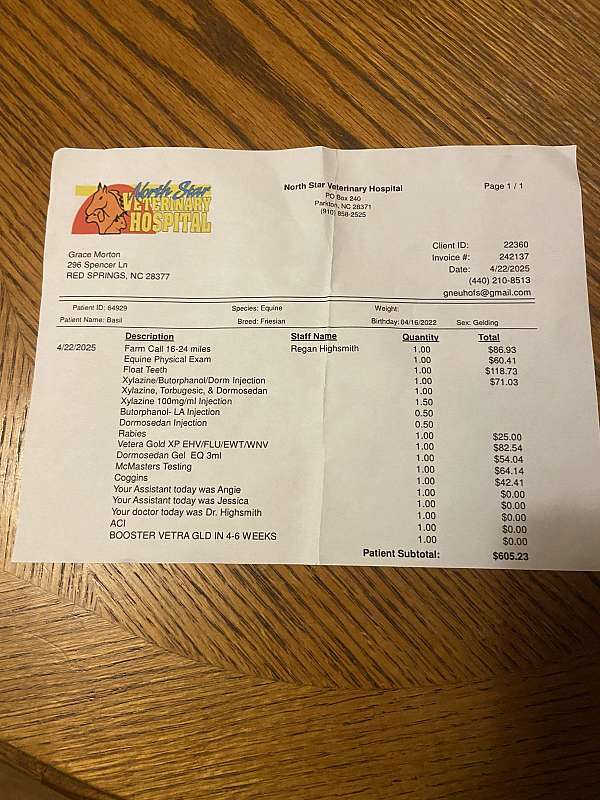 North Star
VETERINARY
HOSPITAL
North Star Veterinary Hospital
PO Box 240
Parkton, NC 28371
(910) 858-2525
Page 1 / 1
Grace Morton
296 Spencer Ln
RED SPRINGS, NC 28377
Client ID: 22360
Invoice #: 242137
Date: 4/22/2025
(440) 210-8513
gneuhofs@gmail.com
Patient ID: 64929 Species: Equine Weight:
Patient Name: Basil Breed: Friesian Birthday: 04/16/2022 Sex: Gelding
Description Staff Name Quantity Total
4/22/2025 Farm Call 16-24 miles Regan Highsmith 1.00 $86.93
Equine Physical Exam 1.00 $60.41
Float Teeth 1.00 $118.73
Xylazine/Butorphanol/Dorm Injection 1.00 $71.03
Xylazine, Torbugesic, & Dormosedan 1.00
Xylazine 100mg/ml Injection 1.50
Butorphanol- LA Injection 0.50
Dormosedan Injection 0.50
Rabies 1.00 $25.00
Vetera Gold XP EHV/FLU/EWT/WNV 1.00 $82.54
Dormosedan Gel EQ 3ml 1.00 $54.04
McMasters Testing 1.00 $64.14
Coggins 1.00 $42.41
Your Assistant today was Angie 1.00 $0.00
Your Assistant today was Jessica 1.00 $0.00
Your doctor today was Dr. Highsmith 1.00 $0.00
ACI 1.00 $0.00
BOOSTER VETRA GLD IN 4-6 WEEKS 1.00 $0.00
Patient Subtotal: $605.23